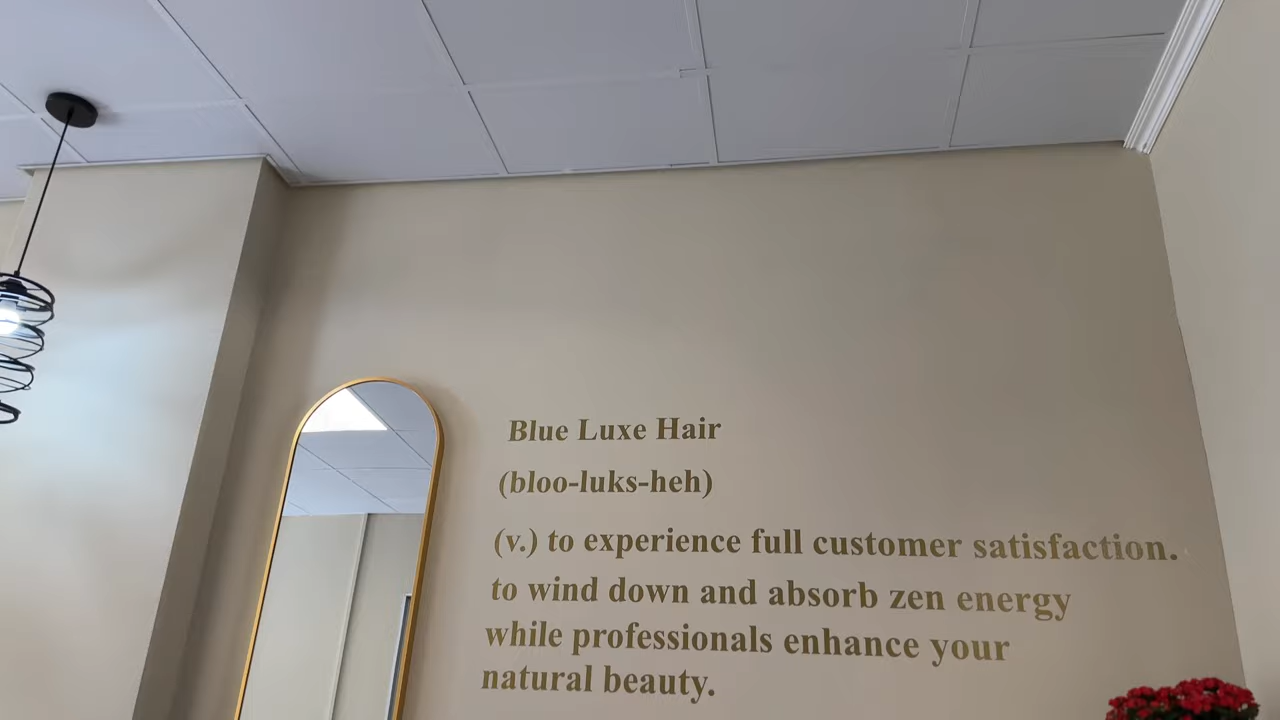 Blue Luxe Hair
(bloo-luks-heh)
(v.) to experience full customer satisfaction.
to wind down and absorb zen energy
while professionals enhance your
natural beauty.